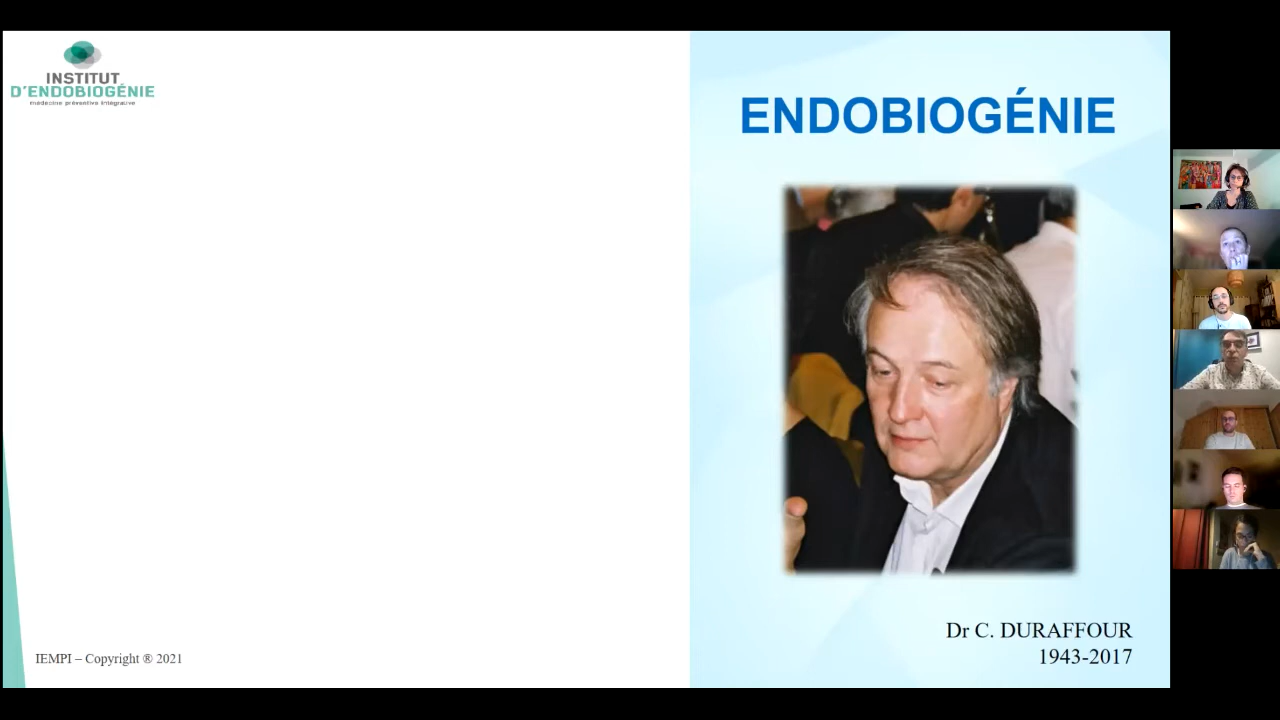 INSTITUT
D'ENDOBIOGÉNIE
médecine préventive intégrative
ENDOBIOGÉNIE
Dr C. DURAFFOUR
1943-2017
IEMPI – Copyright ® 2021